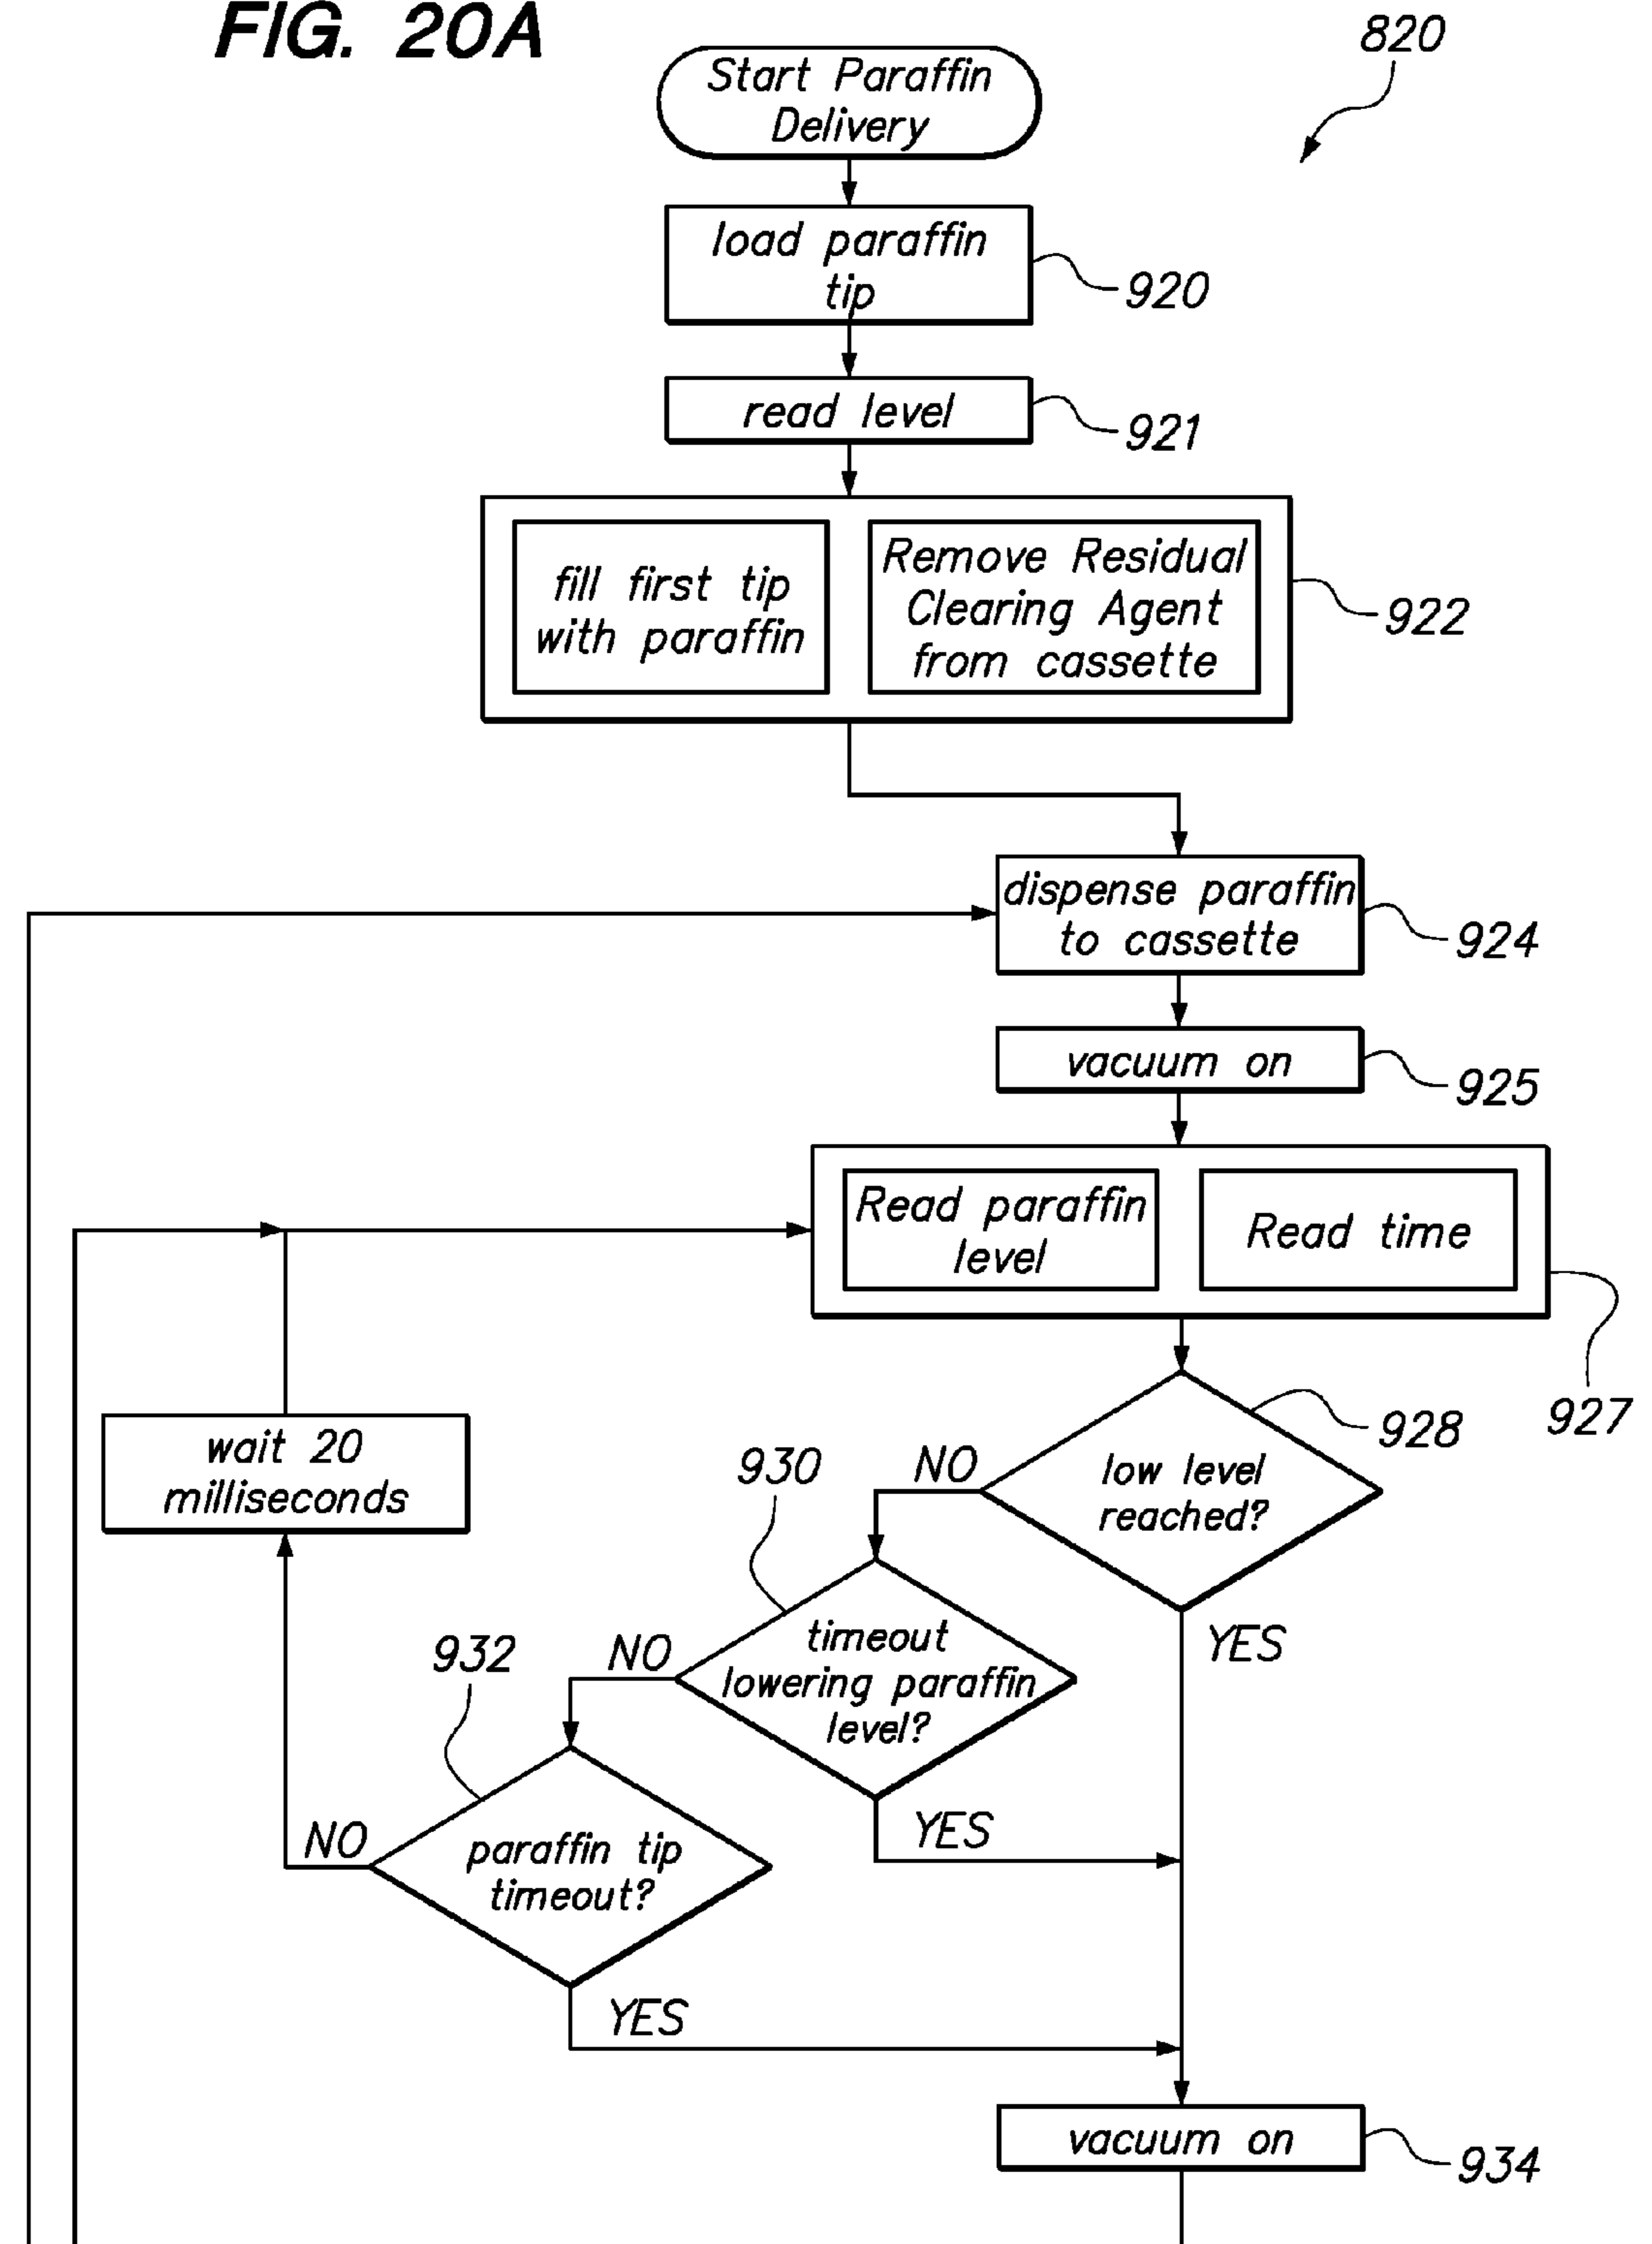 FIG. 20A
820
Start Paraffin
Delivery
load paraffin
tip
920
read level
921
fill first tip
with paraffin
Remove Residual
Clearing Agent
from cassette
922
dispense paraffin
to cassette
924
vacuum on
925
Read paraffin
level
Read time
927
low level
reached?
928
NO
YES
wait 20
milliseconds
930
timeout
lowering paraffin
level?
NO
YES
932
paraffin tip
timeout?
NO
YES
vacuum on
934